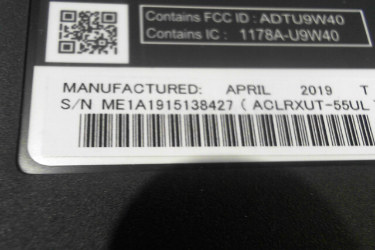 Contains FCC ID : ADTU9W40
Contains IC : 1178A-U9W40
MANUFACTURED: APRIL 2019 T
S/N ME1A1915138427 ( ACLRXUT-55UL